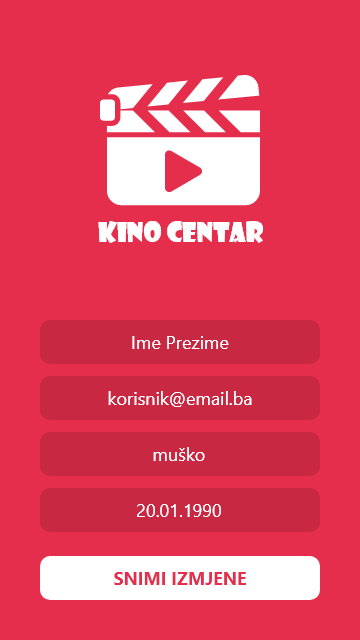 KINO CENTAR
Ime Prezime
korisnik@email.ba
muško
20.01.1990
SNIMI IZMJENE